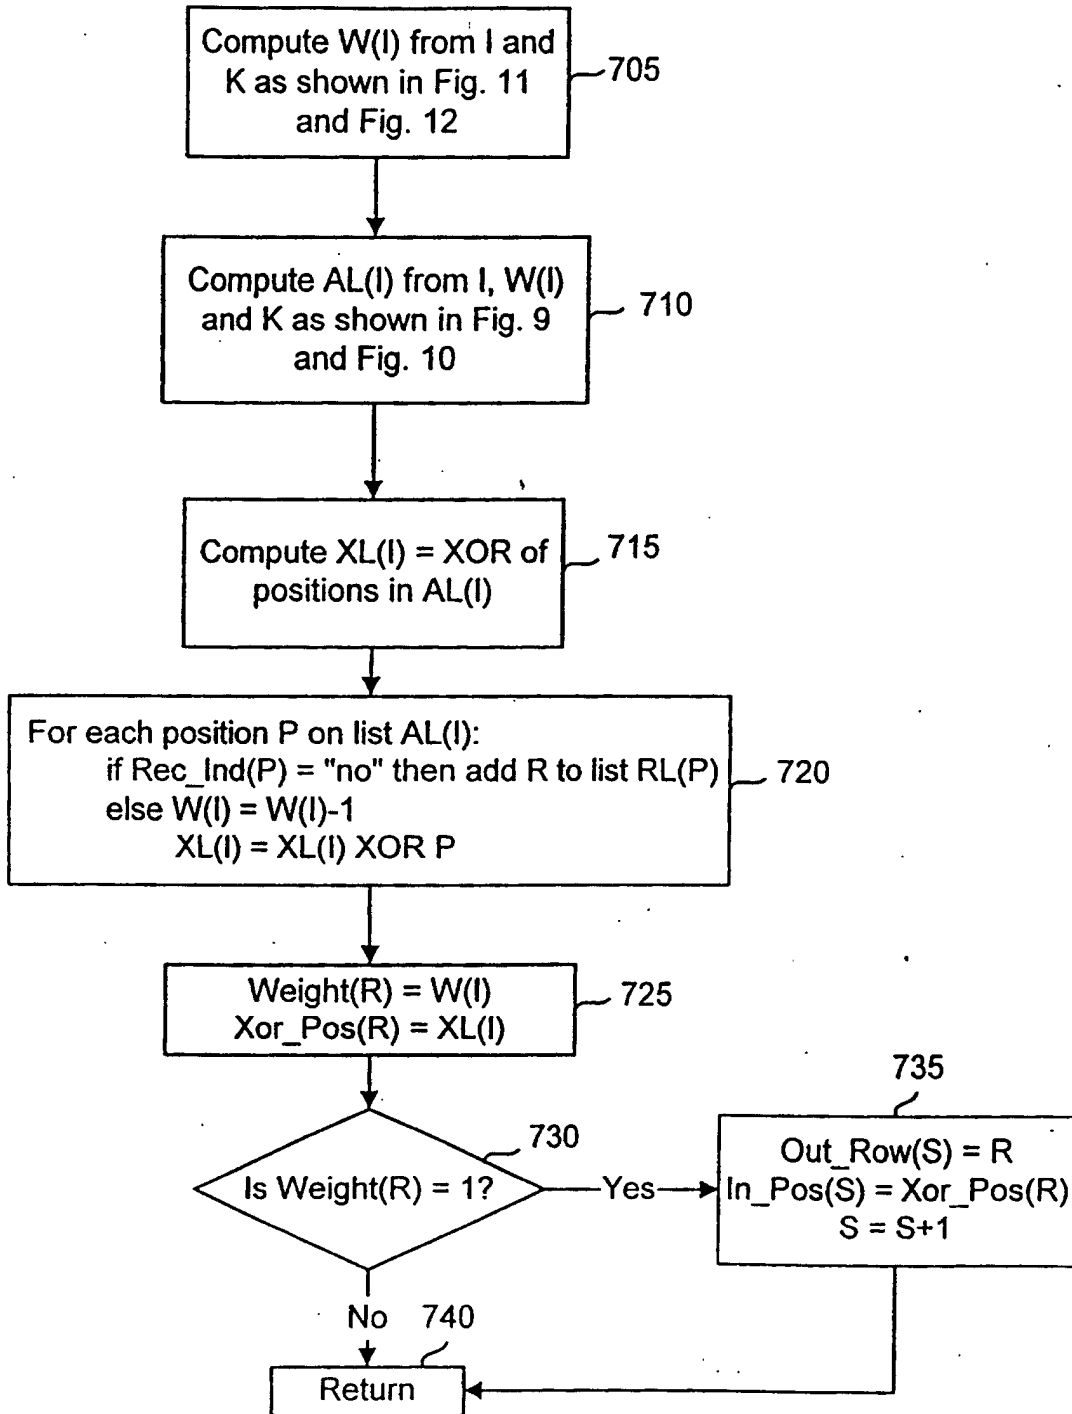 Compute W(I) from I and
K as shown in Fig. 11
and Fig. 12
705
Compute AL(I) from I, W(I)
and K as shown in Fig. 9
and Fig. 10
710
Compute XL(I) = XOR of
positions in AL(I)
715
For each position P on list AL(I):
if Rec_Ind(P) = "no" then add R to list RL(P)
else W(I) = W(I)-1
XL(I) = XL(I) XOR P
720
Weight(R) = W(I)
Xor_Pos(R) = XL(I)
725
Is Weight(R) = 1?
730
Yes
735
Out_Row(S) = R
In_Pos(S) = Xor_Pos(R)
S = S+1
No
740
Return